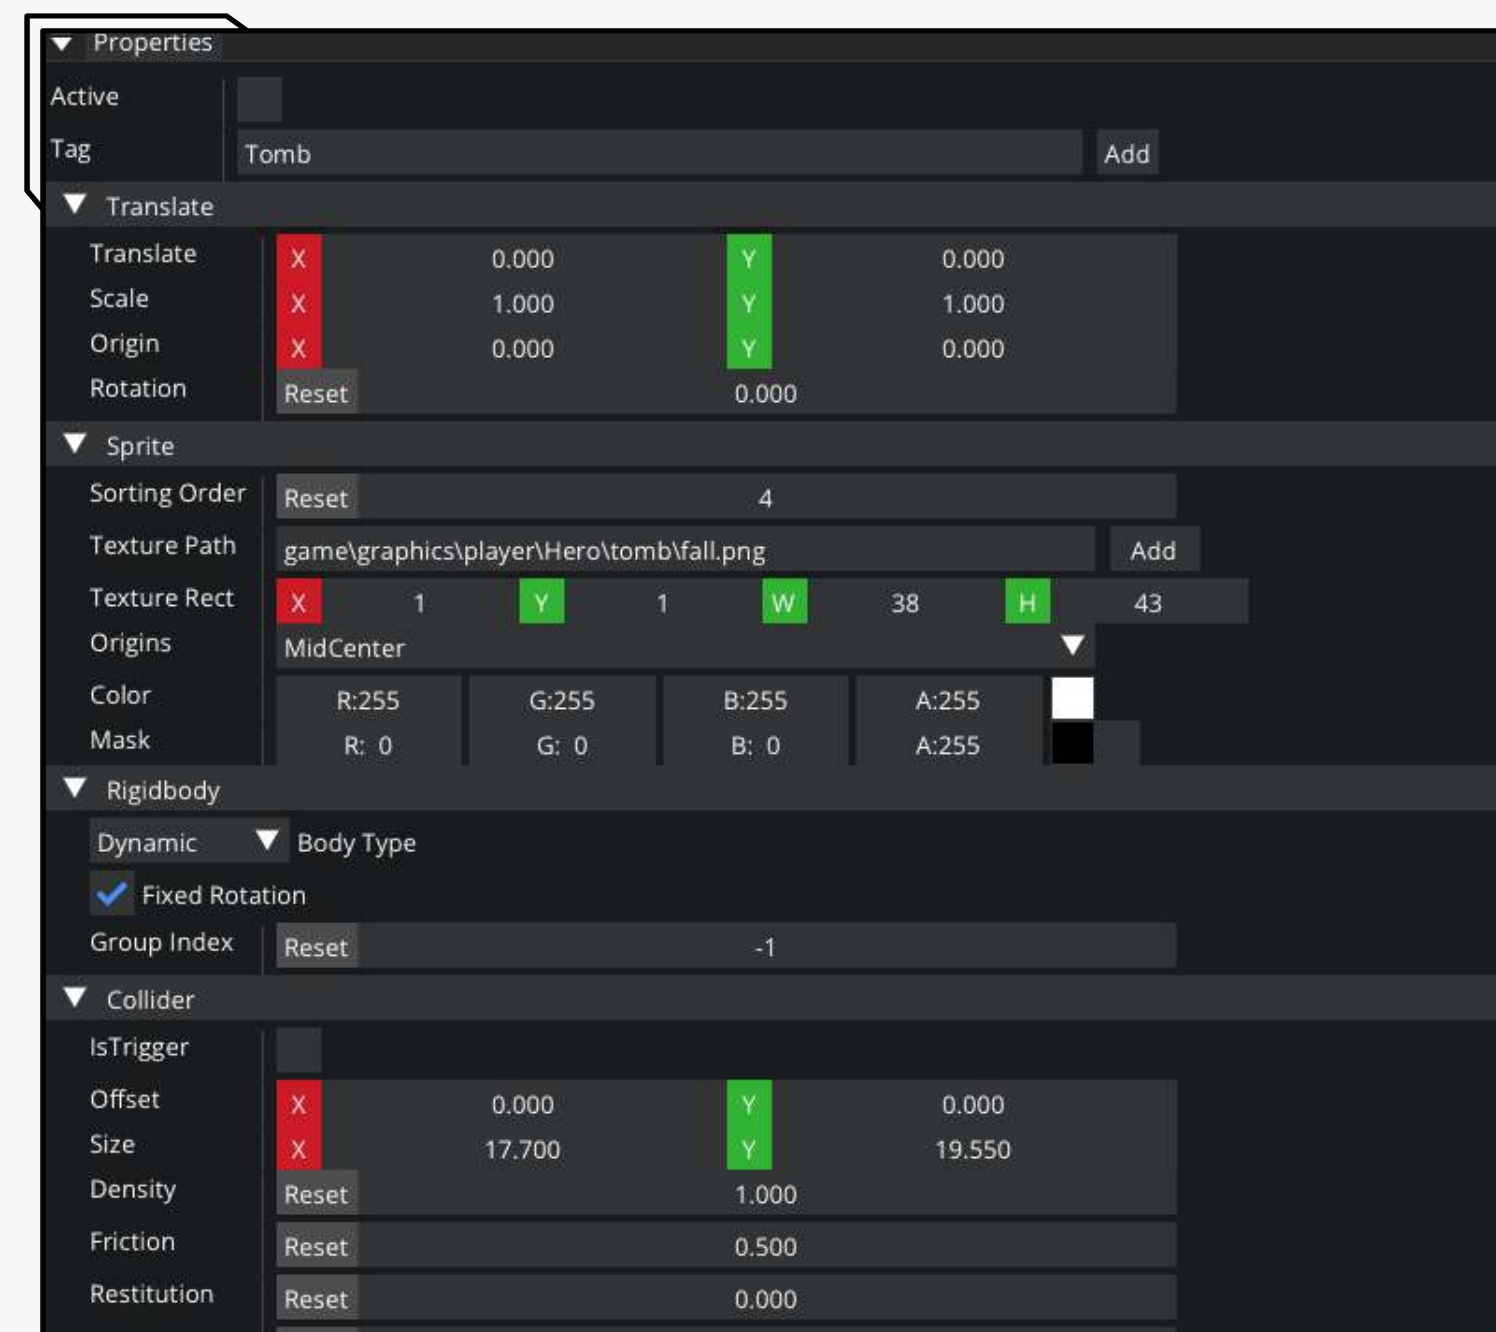 Properties
Active
Tag Tomb Add
Translate
Translate X 0.000 Y 0.000
Scale X 1.000 Y 1.000
Origin X 0.000 Y 0.000
Rotation Reset 0.000
Sprite
Sorting Order Reset 4
Texture Path game\graphics\player\Hero\tomb\fall.png Add
Texture Rect X 1 Y 1 W 38 H 43
Origins MidCenter
Color R:255 G:255 B:255 A:255
Mask R: 0 G: 0 B: 0 A:255
Rigidbody
Dynamic Body Type
Fixed Rotation
Group Index Reset -1
Collider
IsTrigger
Offset X 0.000 Y 0.000
Size X 17.700 Y 19.550
Density Reset 1.000
Friction Reset 0.500
Restitution Reset 0.000